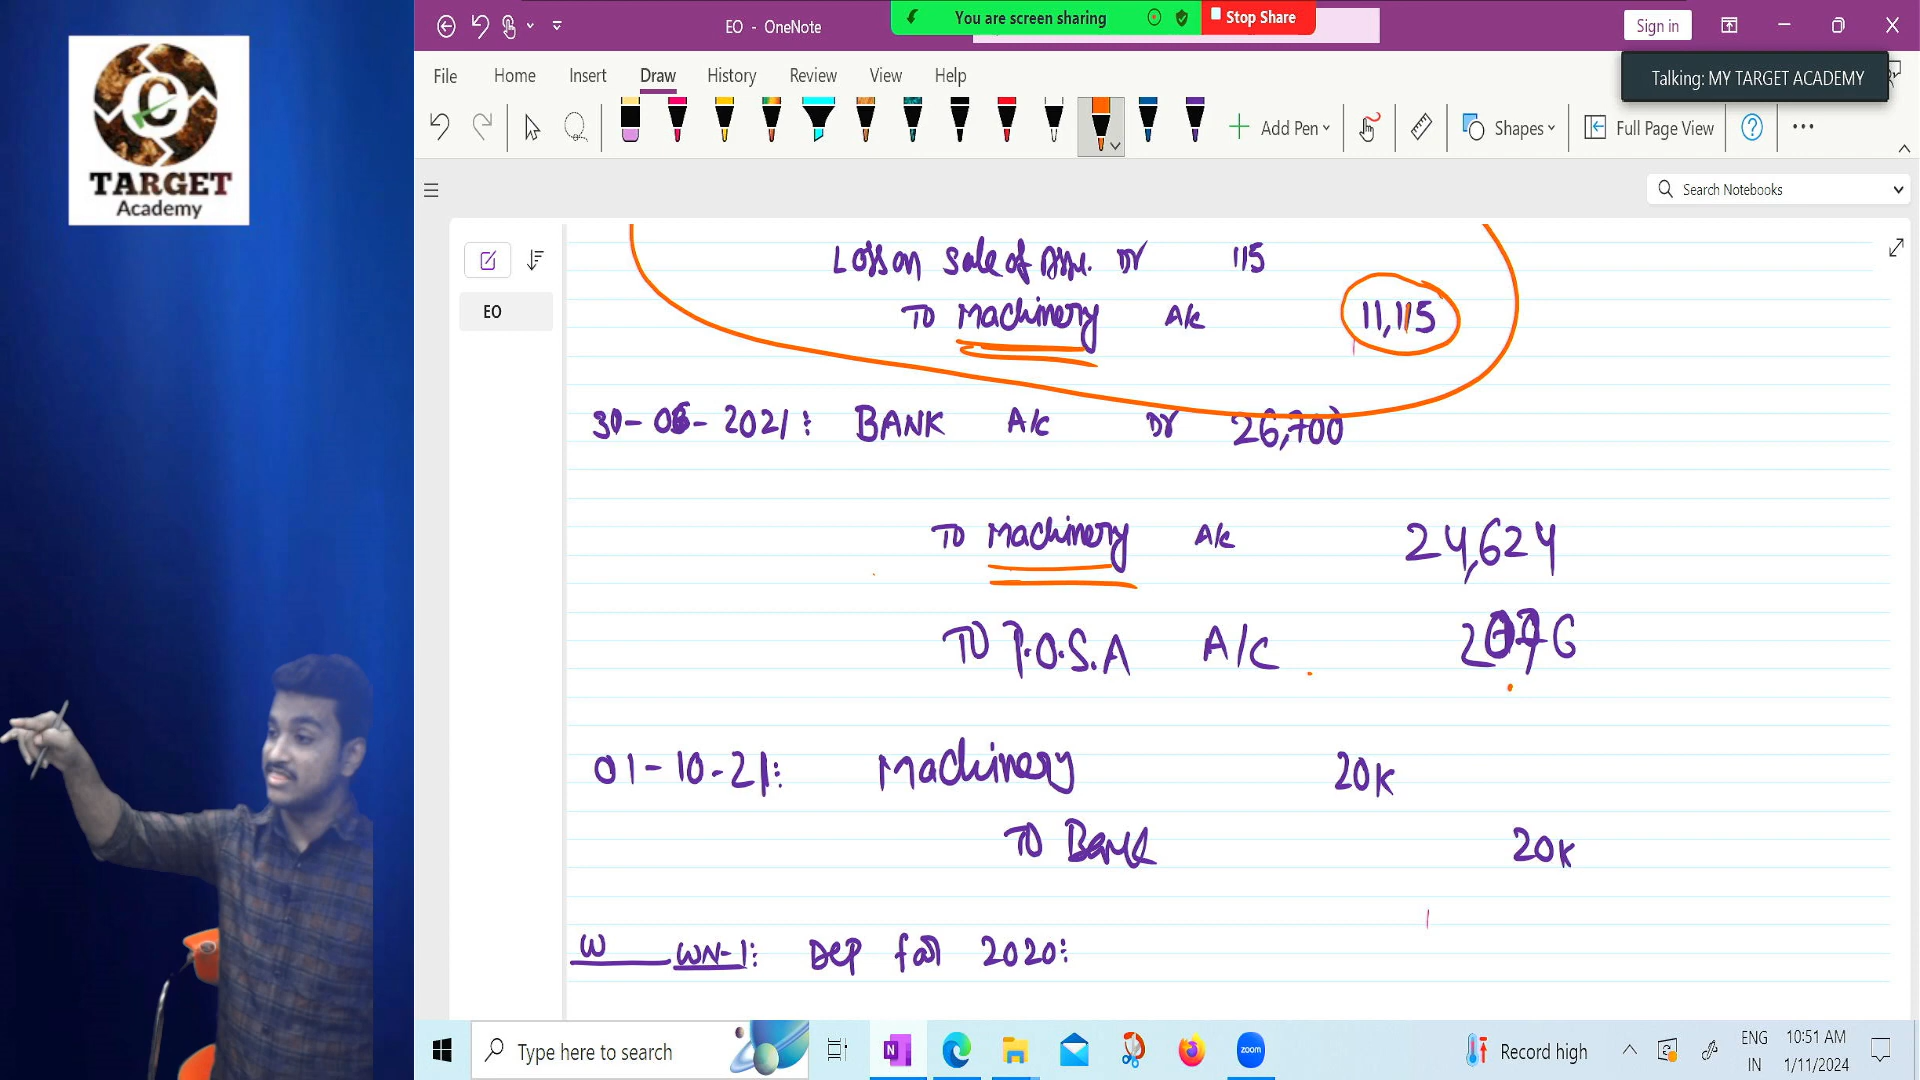 TARGET
Academy
EO - OneNote
You are screen sharing
Stop Share
Sign in
File Home Insert Draw History Review View Help
Talking: MY TARGET ACADEMY
Add Pen
Shapes
Full Page View
Search Notebooks
EO
Loss on Sale of Dr 115
To Machinery A/c 11,115
2021: BANK A/c Dr 26,700
To Machinery A/c 24,624
To P.O.S.A A/c 2076
01-10-21: Machinery 20K
To Bank 20K
W WN-1: Dep for 2020:
Type here to search
zoom
Record high
ENG
IN
10:51 AM
1/11/2024